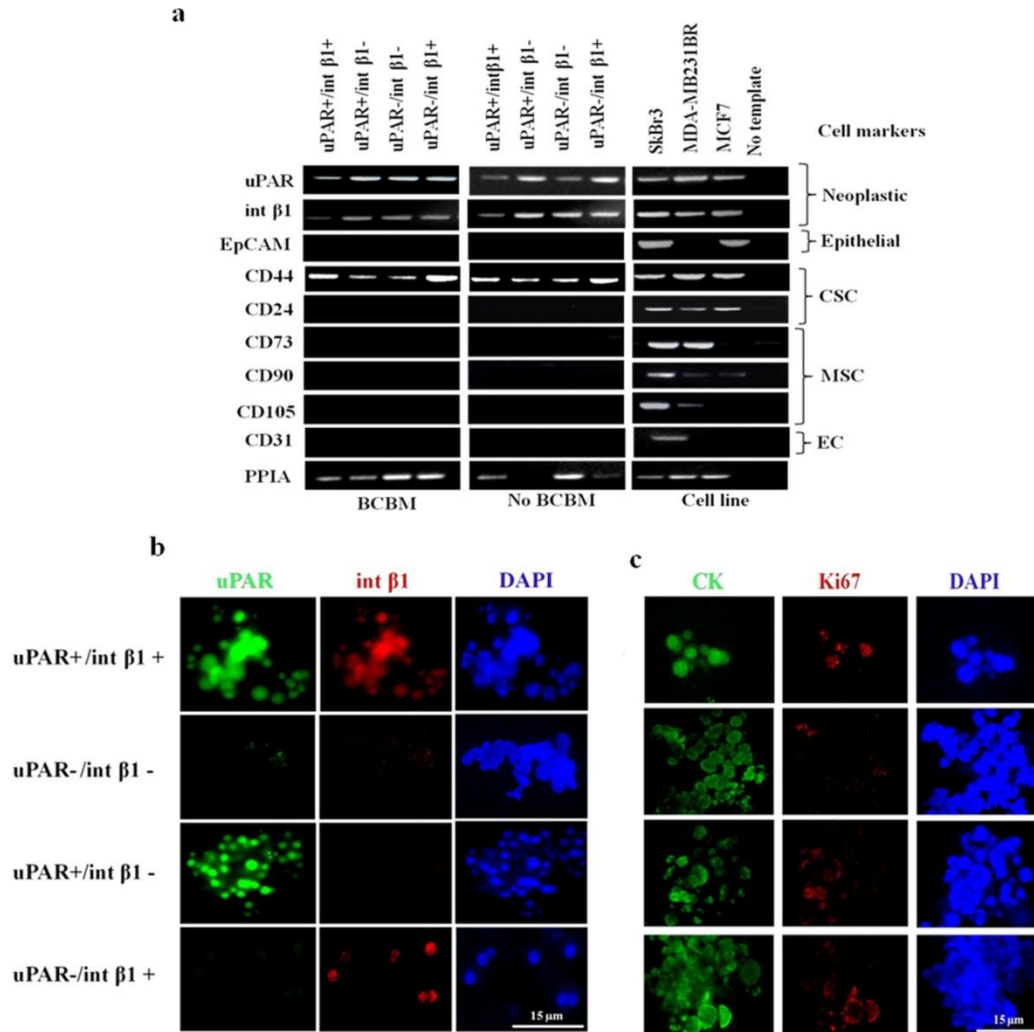 a
uPAR+/int β1+
uPAR+/int β1-
uPAR-/int β1-
uPAR-/int β1+
uPAR+/intβ1+
uPAR+/int β1-
uPAR-/int β1-
uPAR-/int β1+
SkBr3
MDA-MB231BR
MCF7
No template
Cell markers
uPAR
int β1
Neoplastic
EpCAM
Epithelial
CD44
CD24
CSC
CD73
CD90
CD105
MSC
CD31
EC
PPIA
BCBM
No BCBM
Cell line
b
uPAR
int β1
DAPI
uPAR+/int β1 +
uPAR-/int β1 -
uPAR+/int β1 -
uPAR-/int β1 +
15 µm
c
CK
Ki67
DAPI
15 µm